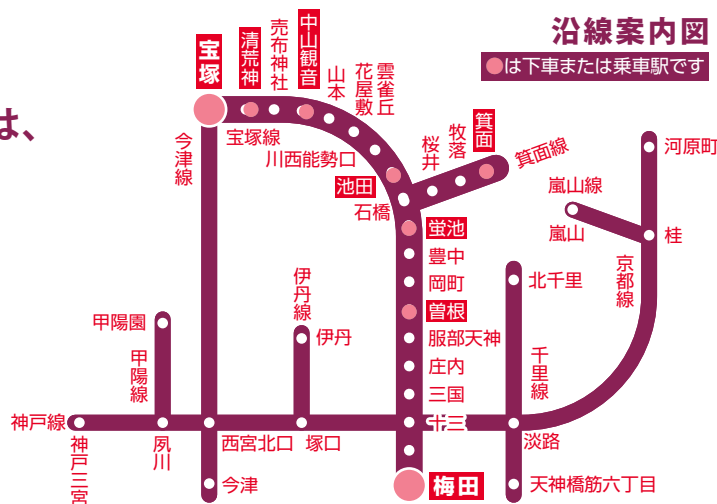 沿線案内図
●は下車または乗車駅です
は、
宝塚
清荒神
売布神社
中山観音
山本
花屋敷
雲雀丘
宝塚線
川西能勢口
池田
石橋
桜井
牧落
箕面
箕面線
蛍池
豊中
岡町
曽根
服部天神
庄内
三国
十三
梅田
今津線
伊丹線
伊丹
甲陽園
甲陽線
神戸線
神戸三宮
夙川
西宮北口
塚口
今津
北千里
千里線
淡路
天神橋筋六丁目
河原町
嵐山線
嵐山
桂
京都線